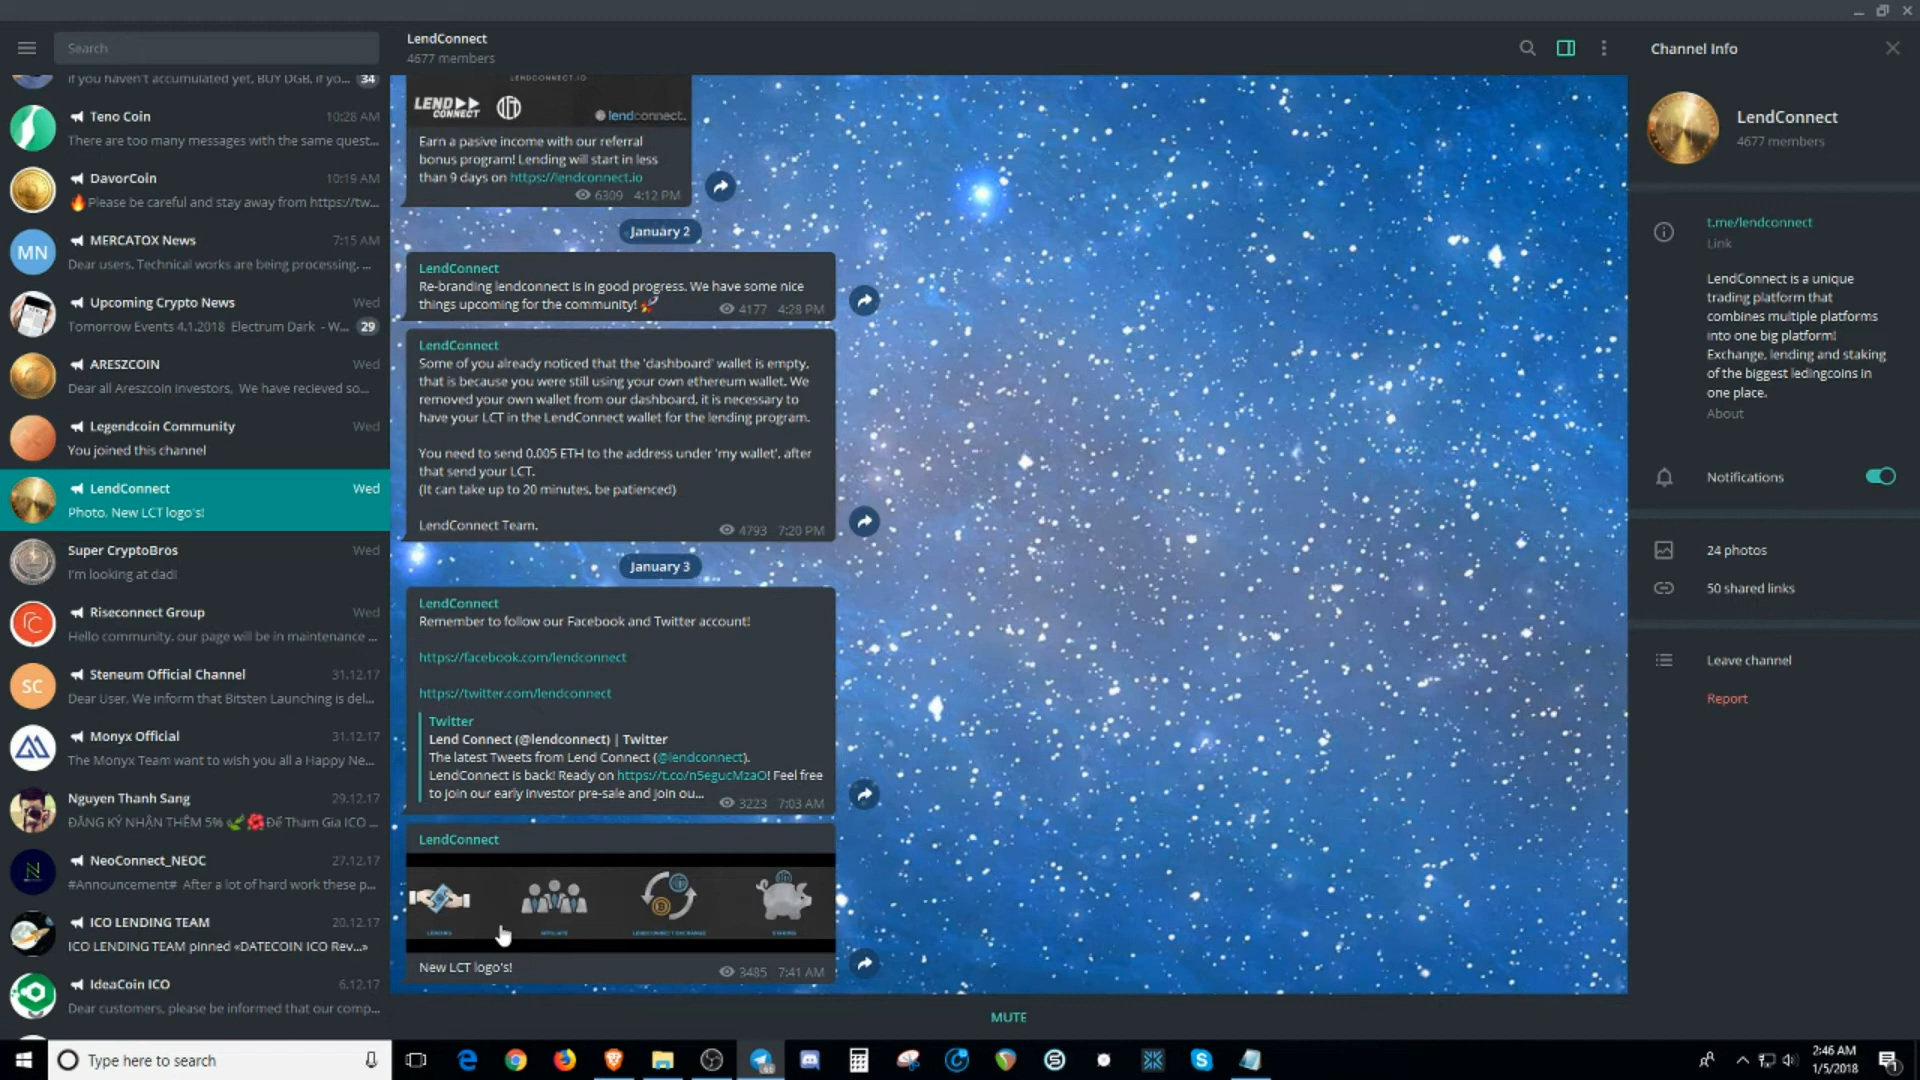 Search
if you haven't accumulated yet, BUY DGB, if yo... 34
Teno Coin 10:28 AM
There are too many messages with the same quest...
DavorCoin 10:19 AM
Please be careful and stay away from https://tw...
MN
MERCATOX News 7:15 AM
Dear users. Technical works are being processing. ...
Upcoming Crypto News Wed
Tomorrow Events 4.1.2018 Electrum Dark - W... 29
ARESZCOIN Wed
Dear all Areszcoin Investors, We have recieved so...
Legendcoin Community Wed
You joined this channel
LendConnect Wed
Photo, New LCT logo's!
Super CryptoBros Wed
I'm looking at dad!
Riseconnect Group Wed
Hello community. our page will be in maintenance ...
SC
Steneum Official Channel 31.12.17
Dear User. We inform that Bitsten Launching is del...
Monyx Official 31.12.17
The Monyx Team want to wish you all a Happy Ne...
Nguyen Thanh Sang 29.12.17
ĐĂNG KÝ NHẬN THÊM 5% Để Tham Gia ICO ...
NeoConnect_NEOC 27.12.17
#Announcement# After a lot of hard work these p...
ICO LENDING TEAM 20.12.17
ICO LENDING TEAM pinned «DATECOIN ICO Rev...»
IdeaCoin ICO 6.12.17
Dear customers, please be informed that our comp...
LendConnect
4677 members
LENDCONNECT.IO
LEND CONNECT
lendconnect.
Earn a pasive income with our referral
bonus program! Lending will start in less
than 9 days on https://lendconnect.io
6309 4:12 PM
January 2
LendConnect
Re-branding lendconnect is in good progress. We have some nice
things upcoming for the community!
4177 4:28 PM
LendConnect
Some of you already noticed that the 'dashboard' wallet is empty,
that is because you were still using your own ethereum wallet. We
removed your own wallet from our dashboard, it is necessary to
have your LCT in the LendConnect wallet for the lending program.
You need to send 0.005 ETH to the address under 'my wallet', after
that send your LCT.
(It can take up to 20 minutes, be patienced)
LendConnect Team.
4793 7:20 PM
January 3
LendConnect
Remember to follow our Facebook and Twitter account!
https://facebook.com/lendconnect
https://twitter.com/lendconnect
Twitter
Lend Connect (@lendconnect) | Twitter
The latest Tweets from Lend Connect (@lendconnect).
LendConnect is back! Ready on https://t.co/n5egucMzaO! Feel free
to join our early investor pre-sale and join ou...
3223 7:03 AM
LendConnect
LENDING
AFFILIATE
LENDCONNECT EXCHANGE
STAKING
New LCT logo's!
3485 7:41 AM
MUTE
Channel Info
LendConnect
4677 members
t.me/lendconnect
Link
LendConnect is a unique
trading platform that
combines multiple platforms
into one big platform!
Exchange, lending and staking
of the biggest ledingcoins in
one place.
About
Notifications
24 photos
50 shared links
Leave channel
Report
Type here to search
2:46 AM
1/5/2018